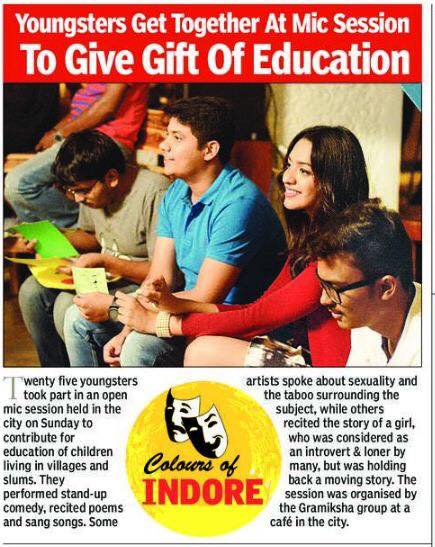 Youngsters Get Together At Mic Session
To Give Gift Of Education
Twenty five youngsters
took part in an open
mic session held in the
city on Sunday to
contribute for
education of children
living in villages and
slums. They
performed stand-up
comedy, recited poems
and sang songs. Some
Colours of
INDORE
artists spoke about sexuality and
the taboo surrounding the
subject, while others
recited the story of a girl,
who was considered as
an introvert & loner by
many, but was holding
back a moving story. The
session was organised by
the Gramiksha group at a
café in the city.